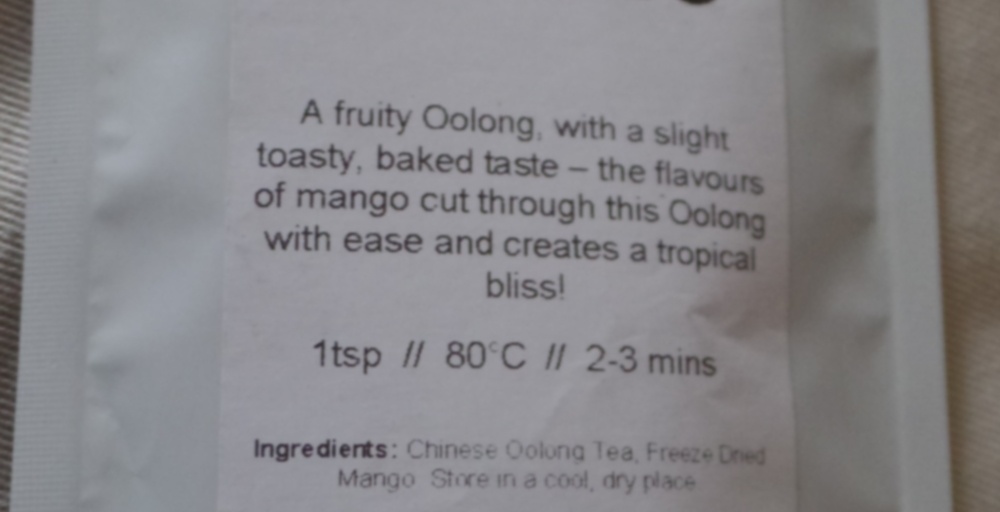 A fruity Oolong, with a slight
toasty, baked taste – the flavours
of mango cut through this Oolong
with ease and creates a tropical
bliss!
1tsp // 80°C // 2-3 mins
Ingredients: Chinese Oolong Tea, Freeze Dried
Mango Store in a cool, dry place